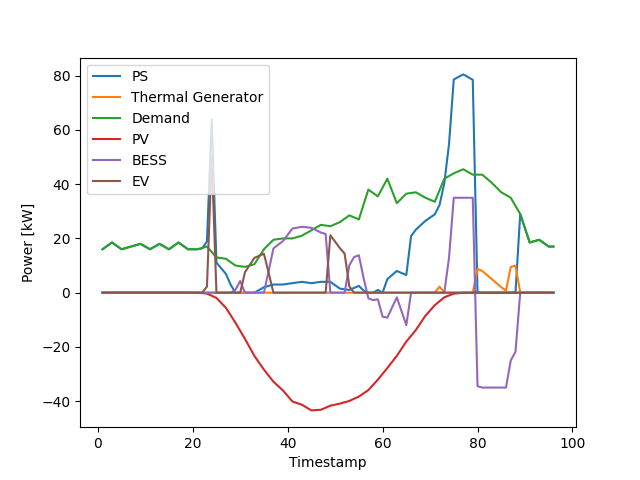 80
60
40
20
0
−20
−40
Power [kW]
PS
Thermal Generator
Demand
PV
BESS
EV
0 20 40 60 80 100
Timestamp